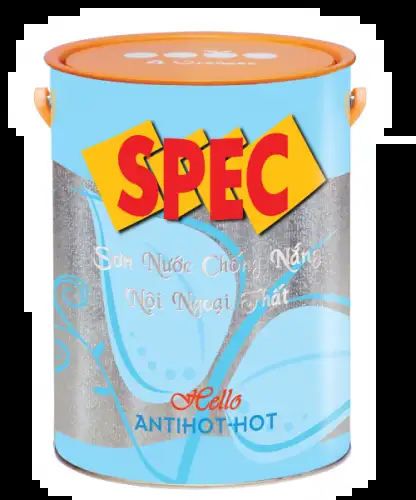 SPEC
Sơn Nước Chống Nắng
Nội Ngoại Thất
Hello
ANTIHOT-HOT